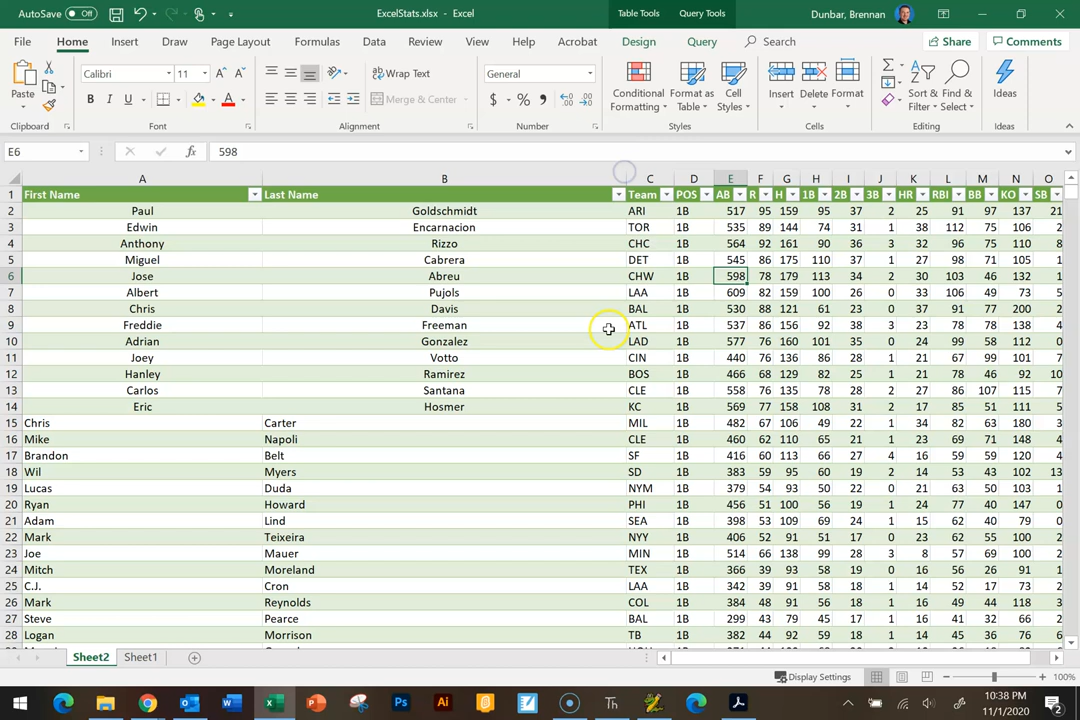 AutoSave Off ExcelStats.xlsx - Excel Table Tools Query Tools Dunbar, Brennan
File Home Insert Draw Page Layout Formulas Data Review View Help Acrobat Design Query Search Share Comments
Paste Calibri 11 Wrap Text General Conditional Formatting Format as Table Cell Styles Insert Delete Format Sort & Filter Find & Select Ideas
B I U Merge & Center $ % ,
Clipboard Font Alignment Number Styles Cells Editing Ideas
E6 fx 598
A B C D E F G H I J K L M N O
1 First Name Last Name Team POS AB R H 1B 2B 3B HR RBI BB KO SB
2 Paul Goldschmidt ARI 1B 517 95 159 95 37 2 25 91 97 137 21
3 Edwin Encarnacion TOR 1B 535 89 144 74 31 1 38 112 75 106 2
4 Anthony Rizzo CHC 1B 564 92 161 90 36 3 32 96 75 110 8
5 Miguel Cabrera DET 1B 545 86 175 110 37 1 27 98 71 105 2
6 Jose Abreu CHW 1B 598 78 179 113 34 2 30 103 46 132 1
7 Albert Pujols LAA 1B 609 82 159 100 26 0 33 106 49 73 5
8 Chris Davis BAL 1B 530 88 121 61 23 0 37 91 77 200 2
9 Freddie Freeman ATL 1B 537 86 156 92 38 3 23 78 78 138 4
10 Adrian Gonzalez LAD 1B 577 76 160 101 35 0 24 99 58 112 0
11 Joey Votto CIN 1B 440 76 136 86 28 1 21 67 99 101 7
12 Hanley Ramirez BOS 1B 466 68 129 82 25 1 21 78 46 92 10
13 Carlos Santana CLE 1B 558 76 135 78 28 2 27 86 107 115 7
14 Eric Hosmer KC 1B 569 77 158 108 31 2 17 85 51 111 5
15 Chris Carter MIL 1B 482 67 106 49 22 1 34 82 63 180 3
16 Mike Napoli CLE 1B 460 62 110 65 21 1 23 69 71 148 4
17 Brandon Belt SF 1B 416 60 113 66 27 4 16 59 59 120 4
18 Wil Myers SD 1B 383 59 95 60 19 2 14 53 43 102 13
19 Lucas Duda NYM 1B 379 54 93 50 22 0 21 63 50 103 1
20 Ryan Howard PHI 1B 456 51 100 56 19 1 24 77 40 147 0
21 Adam Lind SEA 1B 398 53 109 69 24 1 15 62 40 79 0
22 Mark Teixeira NYY 1B 406 52 91 51 17 0 23 62 50 100 2
23 Joe Mauer MIN 1B 514 66 138 99 28 3 8 57 69 100 2
24 Mitch Moreland TEX 1B 366 39 93 58 19 0 16 56 26 91 1
25 C.J. Cron LAA 1B 342 39 91 58 18 1 14 52 17 73 2
26 Mark Reynolds COL 1B 384 48 91 56 18 1 16 49 44 118 3
27 Steve Pearce BAL 1B 299 43 79 45 17 1 16 41 32 66 2
28 Logan Morrison TB 1B 382 44 92 59 18 1 14 45 36 76 6
Sheet2 Sheet1
Display Settings 100%
10:38 PM
11/1/2020